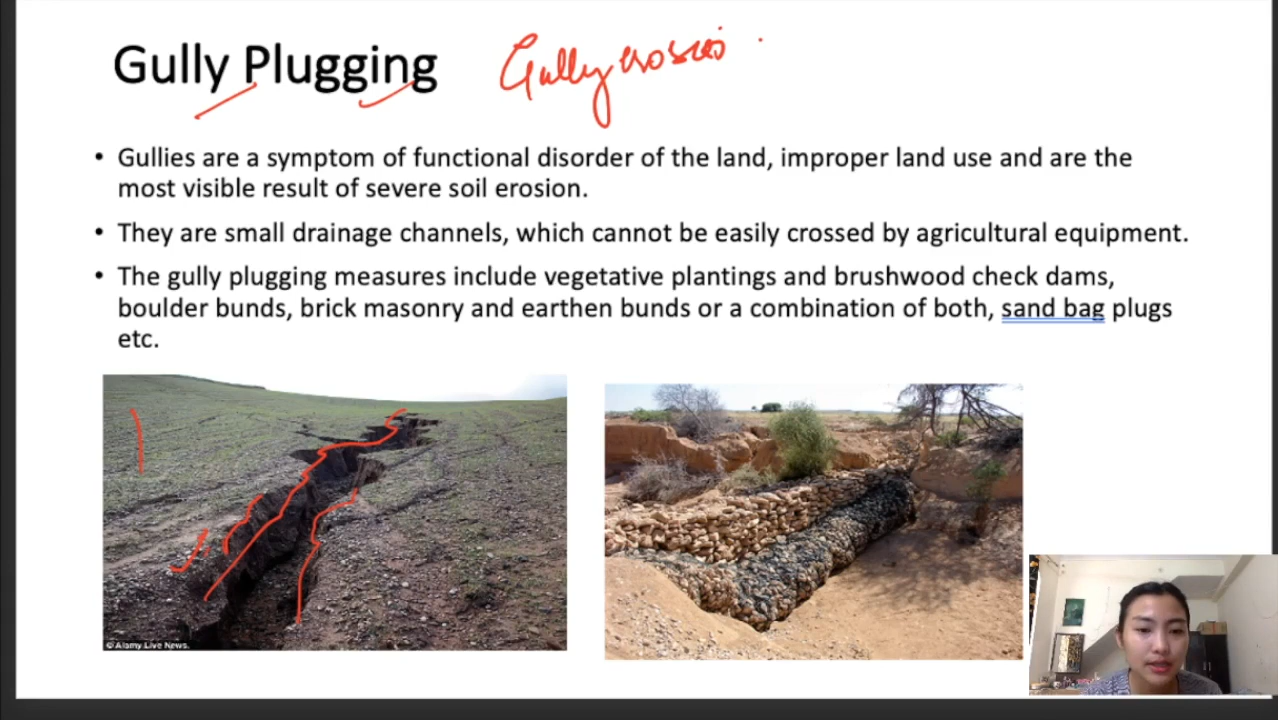 Gully Plugging Gully erosion
• Gullies are a symptom of functional disorder of the land, improper land use and are the
most visible result of severe soil erosion.
• They are small drainage channels, which cannot be easily crossed by agricultural equipment.
• The gully plugging measures include vegetative plantings and brushwood check dams,
boulder bunds, brick masonry and earthen bunds or a combination of both, sand bag plugs
etc.
© Alamy Live News.